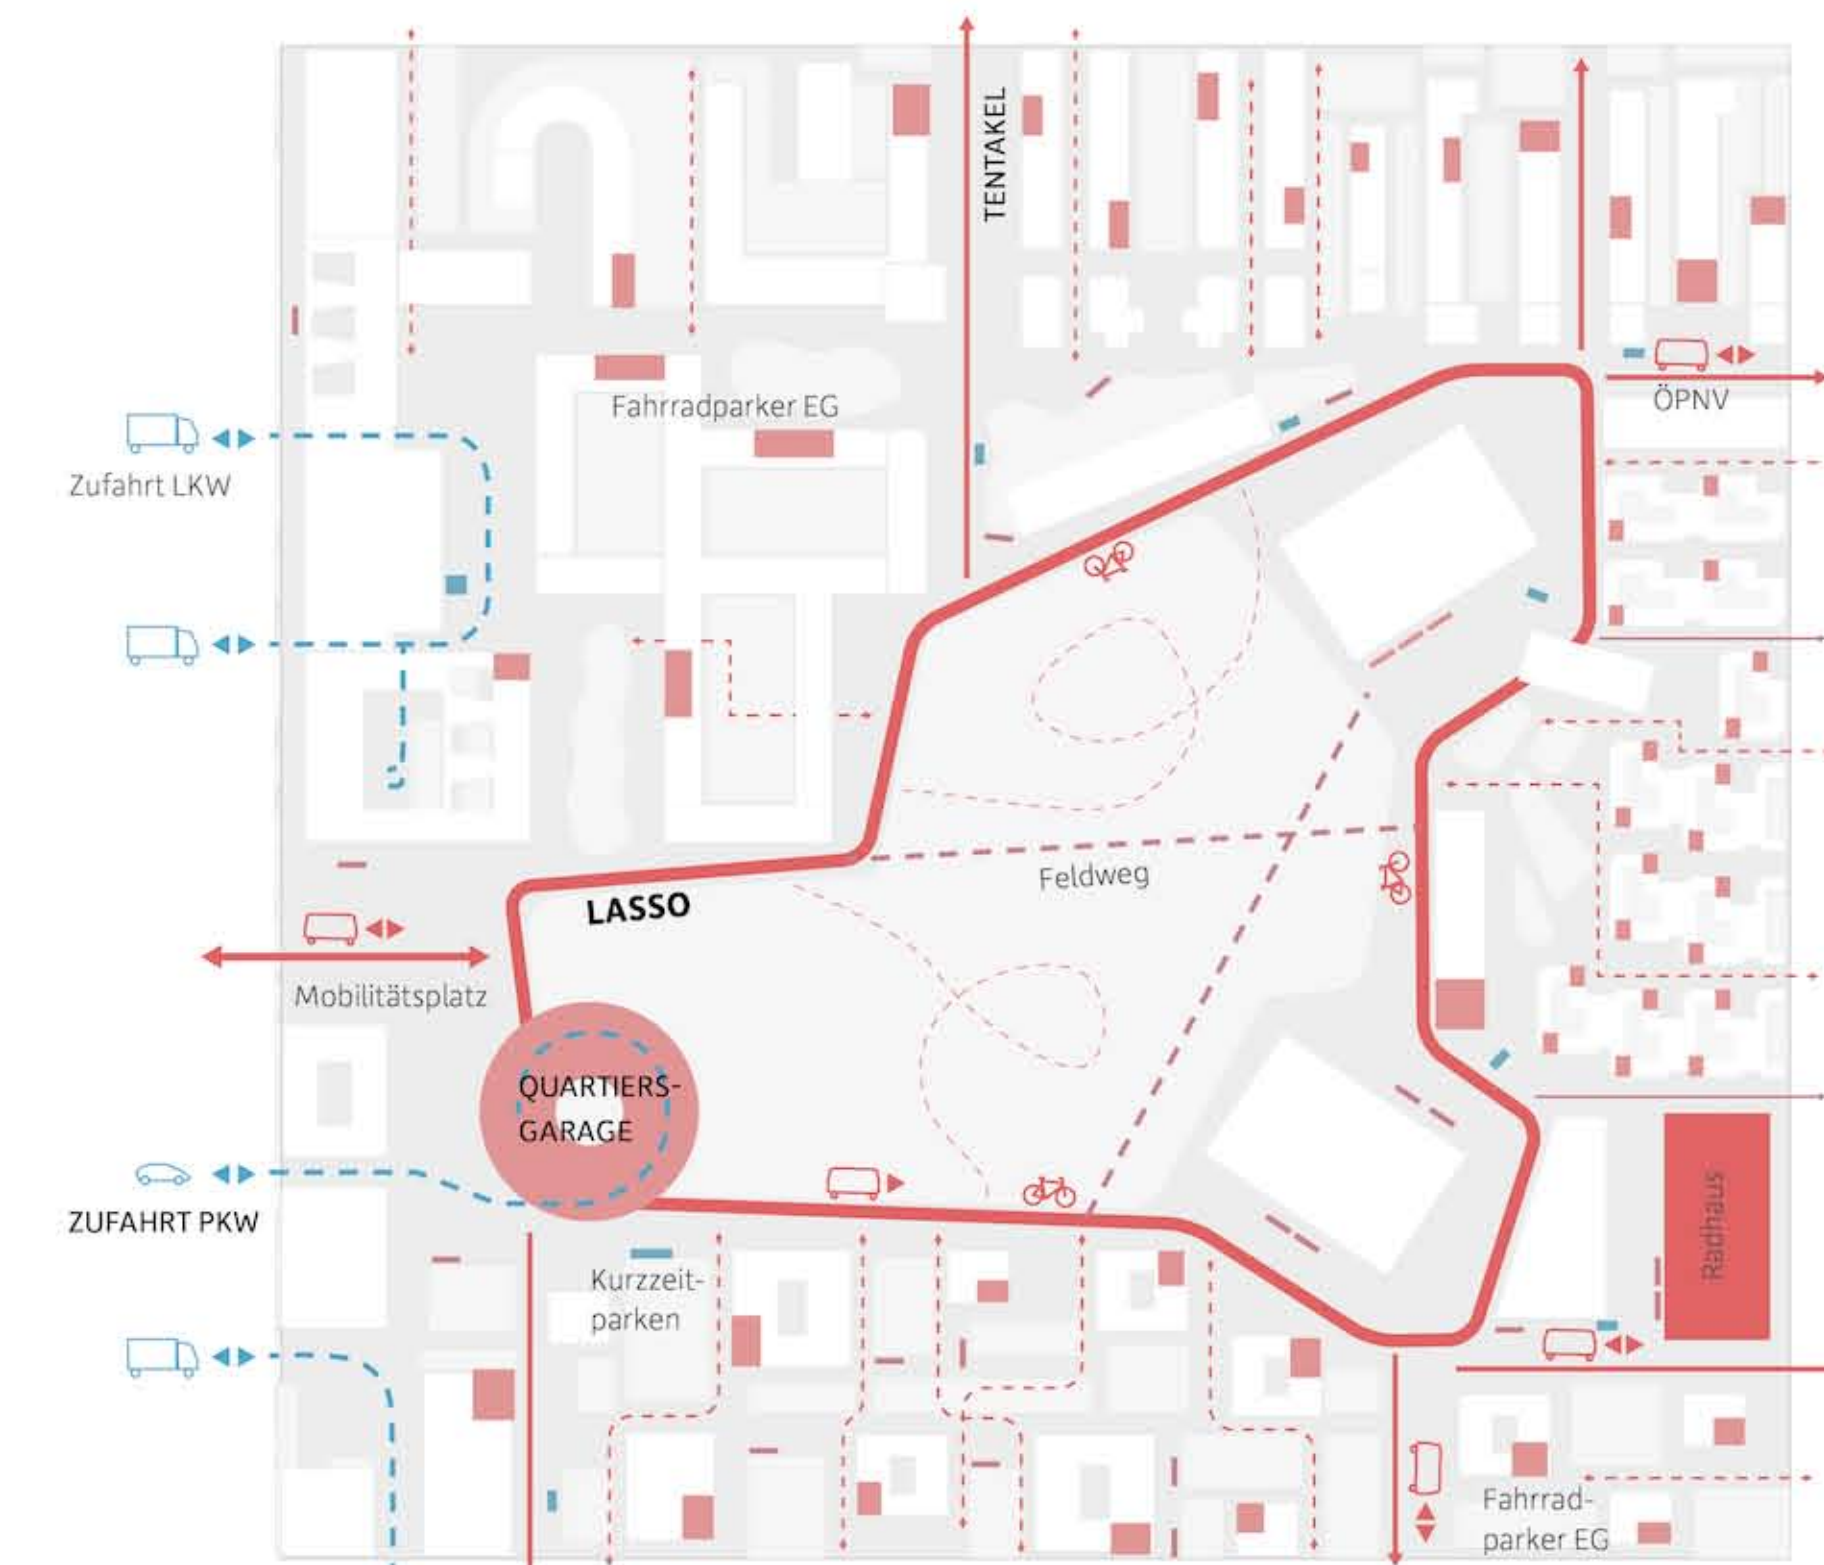 TENTAKEL
Fahrradparker EG
ÖPNV
Zufahrt LKW
Feldweg
LASSO
Mobilitätsplatz
QUARTIERS-
GARAGE
ZUFAHRT PKW
Radhaus
Kurzzeit-
parken
Fahrrad-
parker EG